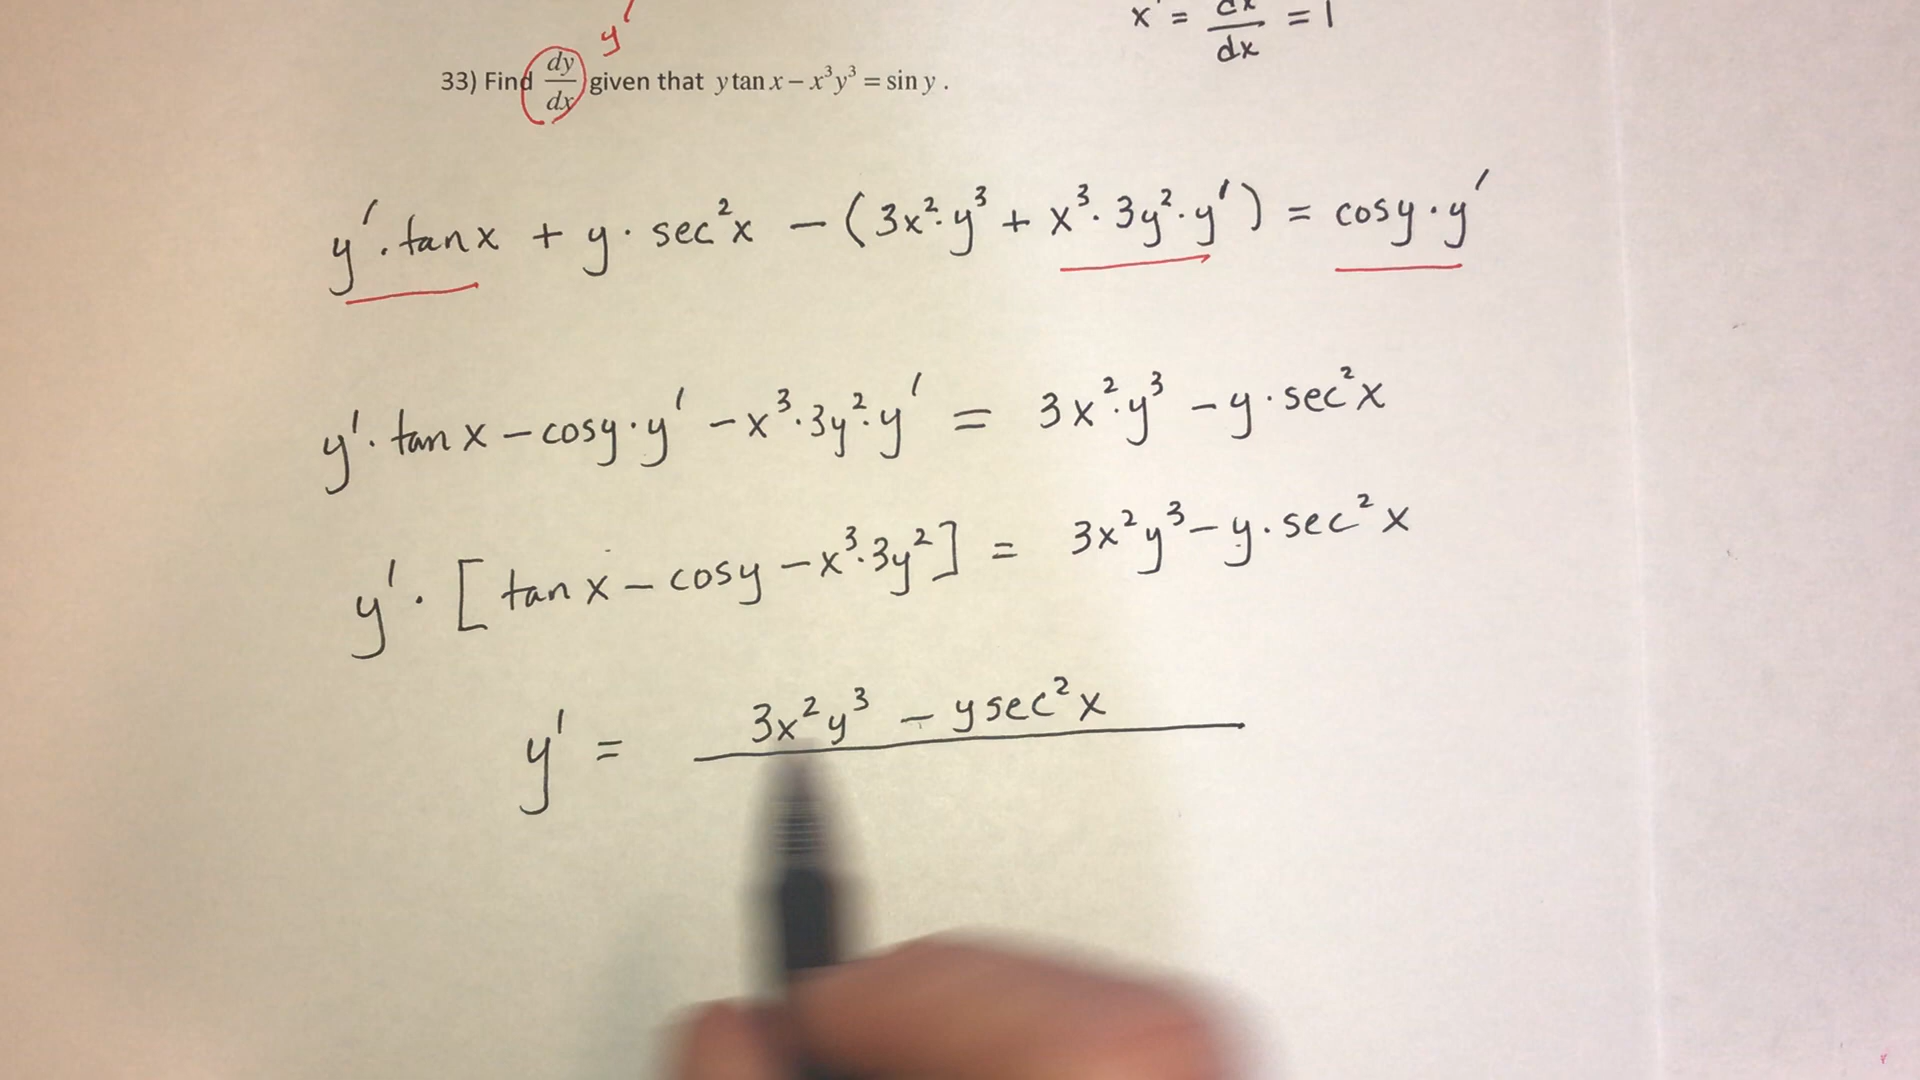 y'
x' = dx/dx = 1
33) Find dy/dx given that y tan x − x³y³ = sin y .
y' · tan x + y · sec²x − (3x² · y³ + x³ · 3y² · y') = cos y · y'
y' · tan x − cos y · y' − x³ · 3y² · y' = 3x² · y³ − y · sec²x
y' · [tan x − cos y − x³ · 3y²] = 3x²y³ − y · sec²x
y' = 3x²y³ − y sec²x